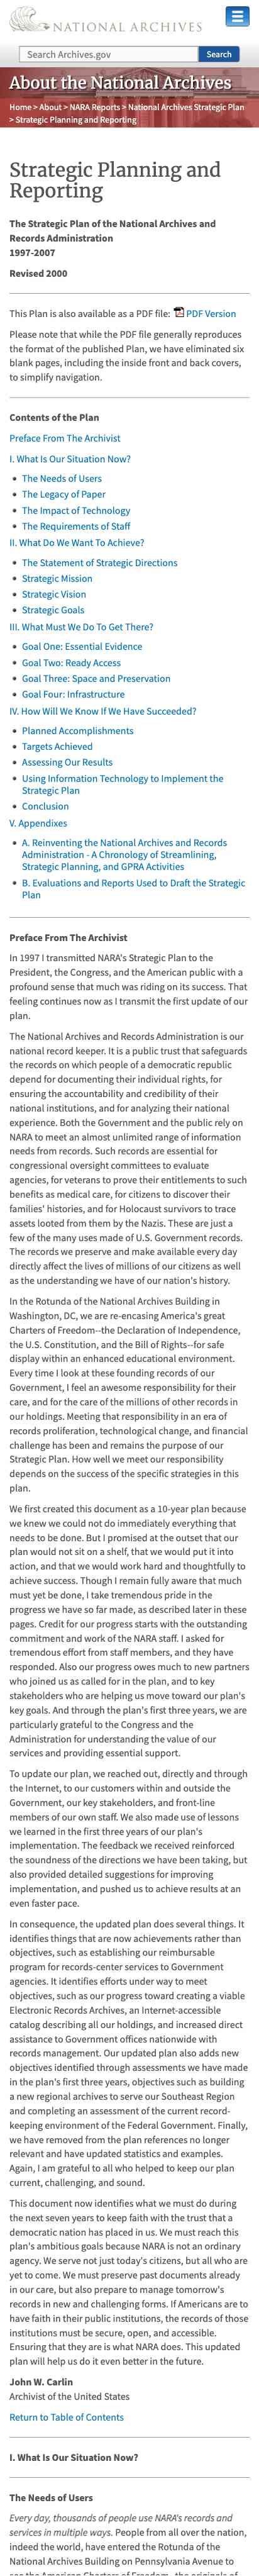 NATIONAL ARCHIVES
Search Archives.gov
Search
About the National Archives
Home > About > NARA Reports > National Archives Strategic Plan
> Strategic Planning and Reporting
Strategic Planning and
Reporting
The Strategic Plan of the National Archives and
Records Administration
1997-2007
Revised 2000
This Plan is also available as a PDF file: PDF Version
Please note that while the PDF file generally reproduces
the format of the published Plan, we have eliminated six
blank pages, including the inside front and back covers,
to simplify navigation.
Contents of the Plan
Preface From The Archivist
I. What Is Our Situation Now?
The Needs of Users
The Legacy of Paper
The Impact of Technology
The Requirements of Staff
II. What Do We Want To Achieve?
The Statement of Strategic Directions
Strategic Mission
Strategic Vision
Strategic Goals
III. What Must We Do To Get There?
Goal One: Essential Evidence
Goal Two: Ready Access
Goal Three: Space and Preservation
Goal Four: Infrastructure
IV. How Will We Know If We Have Succeeded?
Planned Accomplishments
Targets Achieved
Assessing Our Results
Using Information Technology to Implement the
Strategic Plan
Conclusion
V. Appendixes
A. Reinventing the National Archives and Records
Administration - A Chronology of Streamlining,
Strategic Planning, and GPRA Activities
B. Evaluations and Reports Used to Draft the Strategic
Plan
Preface From The Archivist
In 1997 I transmitted NARA's Strategic Plan to the
President, the Congress, and the American public with a
profound sense that much was riding on its success. That
feeling continues now as I transmit the first update of our
plan.
The National Archives and Records Administration is our
national record keeper. It is a public trust that safeguards
the records on which people of a democratic republic
depend for documenting their individual rights, for
ensuring the accountability and credibility of their
national institutions, and for analyzing their national
experience. Both the Government and the public rely on
NARA to meet an almost unlimited range of information
needs from records. Such records are essential for
congressional oversight committees to evaluate
agencies, for veterans to prove their entitlements to such
benefits as medical care, for citizens to discover their
families' histories, and for Holocaust survivors to trace
assets looted from them by the Nazis. These are just a
few of the many uses made of U.S. Government records.
The records we preserve and make available every day
directly affect the lives of millions of our citizens as well
as the understanding we have of our nation's history.
In the Rotunda of the National Archives Building in
Washington, DC, we are re-encasing America's great
Charters of Freedom--the Declaration of Independence,
the U.S. Constitution, and the Bill of Rights--for safe
display within an enhanced educational environment.
Every time I look at these founding records of our
Government, I feel an awesome responsibility for their
care, and for the care of the millions of other records in
our holdings. Meeting that responsibility in an era of
records proliferation, technological change, and financial
challenge has been and remains the purpose of our
Strategic Plan. How well we meet our responsibility
depends on the success of the specific strategies in this
plan.
We first created this document as a 10-year plan because
we knew we could not do immediately everything that
needs to be done. But I promised at the outset that our
plan would not sit on a shelf, that we would put it into
action, and that we would work hard and thoughtfully to
achieve success. Though I remain fully aware that much
must yet be done, I take tremendous pride in the
progress we have so far made, as described later in these
pages. Credit for our progress starts with the outstanding
commitment and work of the NARA staff. I asked for
tremendous effort from staff members, and they have
responded. Also our progress owes much to new partners
who joined us as called for in the plan, and to key
stakeholders who are helping us move toward our plan's
key goals. And through the plan's first three years, we are
particularly grateful to the Congress and the
Administration for understanding the value of our
services and providing essential support.
To update our plan, we reached out, directly and through
the Internet, to our customers within and outside the
Government, our key stakeholders, and front-line
members of our own staff. We also made use of lessons
we learned in the first three years of our plan's
implementation. The feedback we received reinforced
the soundness of the directions we have been taking, but
also provided detailed suggestions for improving
implementation, and pushed us to achieve results at an
even faster pace.
In consequence, the updated plan does several things. It
identifies things that are now achievements rather than
objectives, such as establishing our reimbursable
program for records-center services to Government
agencies. It identifies efforts under way to meet
objectives, such as our progress toward creating a viable
Electronic Records Archives, an Internet-accessible
catalog describing all our holdings, and increased direct
assistance to Government offices nationwide with
records management. Our updated plan also adds new
objectives identified through assessments we have made
in the plan's first three years, objectives such as building
a new regional archives to serve our Southeast Region
and completing an assessment of the current record-
keeping environment of the Federal Government. Finally,
we have removed from the plan references no longer
relevant and have updated statistics and examples.
Again, I am grateful to all who helped to keep our plan
current, challenging, and sound.
This document now identifies what we must do during
the next seven years to keep faith with the trust that a
democratic nation has placed in us. We must reach this
plan's ambitious goals because NARA is not an ordinary
agency. We serve not just today's citizens, but all who are
yet to come. We must preserve past documents already
in our care, but also prepare to manage tomorrow's
records in new and challenging forms. If Americans are to
have faith in their public institutions, the records of those
institutions must be secure, open, and accessible.
Ensuring that they are is what NARA does. This updated
plan will help us do it even better in the future.
John W. Carlin
Archivist of the United States
Return to Table of Contents
I. What Is Our Situation Now?
The Needs of Users
Every day, thousands of people use NARA's records and
services in multiple ways. People from all over the nation,
indeed the world, have entered the Rotunda of the
National Archives Building on Pennsylvania Avenue to